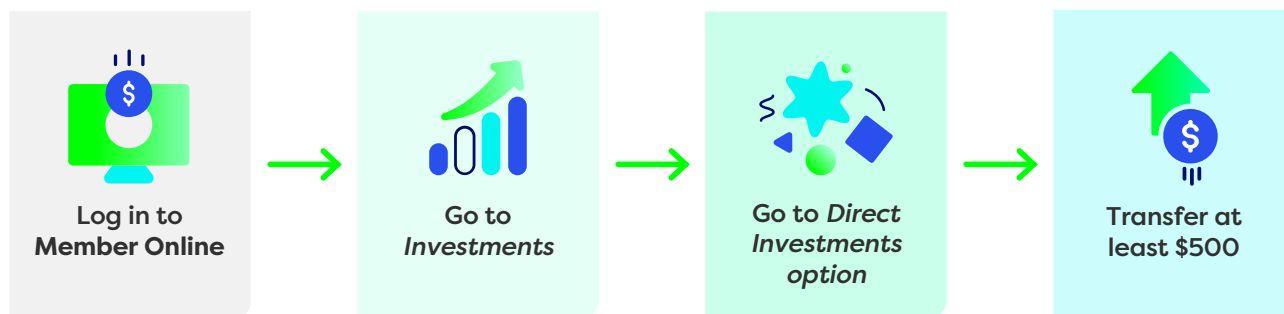 $
Log in to
Member Online
Go to
Investments
Go to Direct
Investments
option
$
Transfer at
least $500